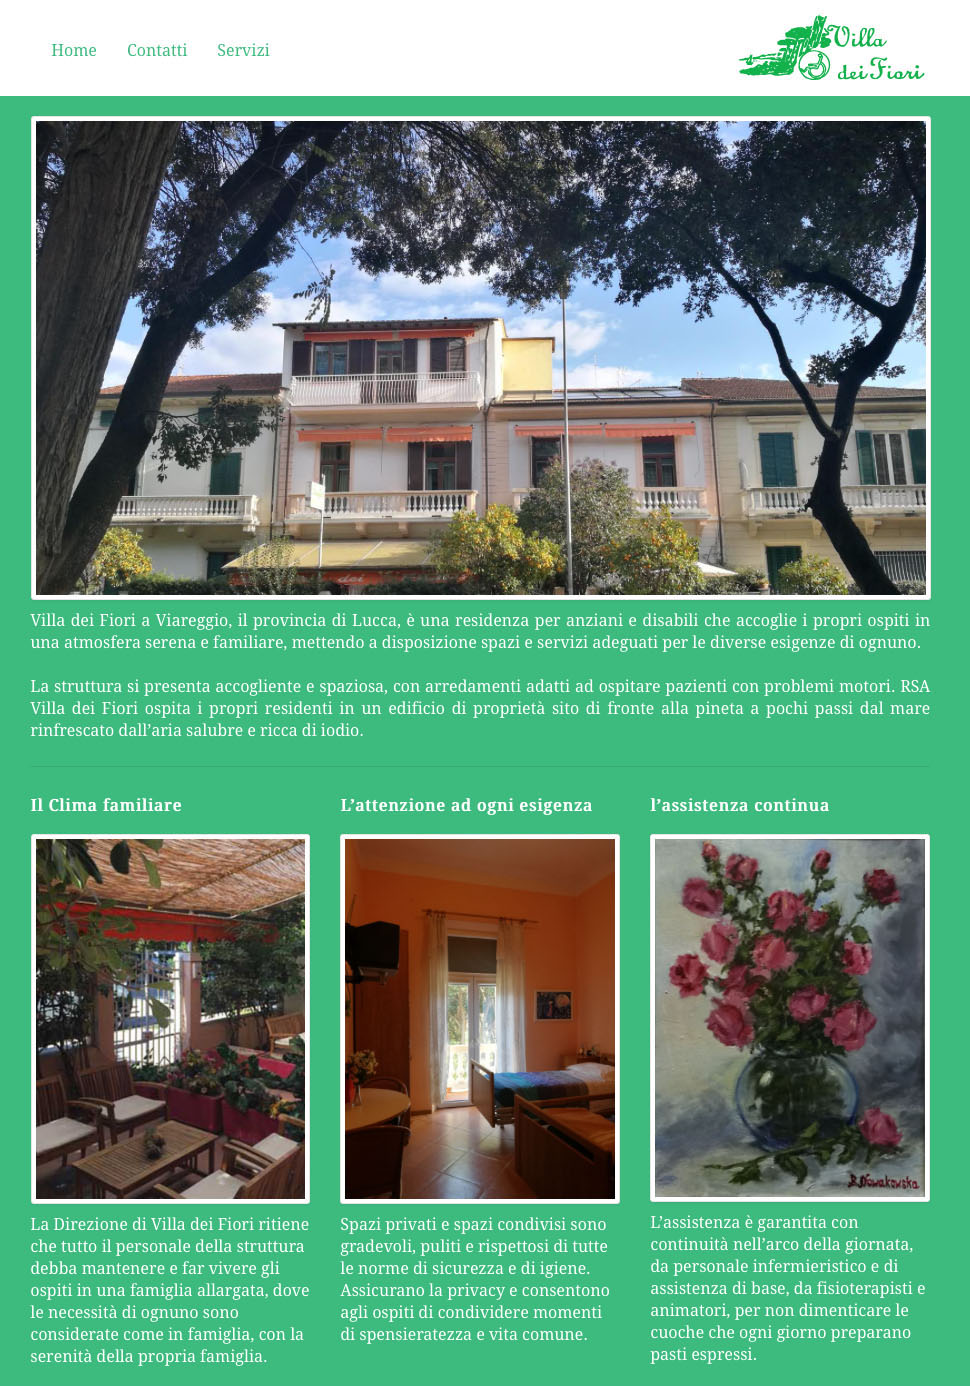 Home Contatti Servizi
Villa
dei Fiori
dei
Villa dei Fiori a Viareggio, il provincia di Lucca, è una residenza per anziani e disabili che accoglie i propri ospiti in
una atmosfera serena e familiare, mettendo a disposizione spazi e servizi adeguati per le diverse esigenze di ognuno.
La struttura si presenta accogliente e spaziosa, con arredamenti adatti ad ospitare pazienti con problemi motori. RSA
Villa dei Fiori ospita i propri residenti in un edificio di proprietà sito di fronte alla pineta a pochi passi dal mare
rinfrescato dall’aria salubre e ricca di iodio.
Il Clima familiare
La Direzione di Villa dei Fiori ritiene
che tutto il personale della struttura
debba mantenere e far vivere gli
ospiti in una famiglia allargata, dove
le necessità di ognuno sono
considerate come in famiglia, con la
serenità della propria famiglia.
L’attenzione ad ogni esigenza
Spazi privati e spazi condivisi sono
gradevoli, puliti e rispettosi di tutte
le norme di sicurezza e di igiene.
Assicurano la privacy e consentono
agli ospiti di condividere momenti
di spensieratezza e vita comune.
l’assistenza continua
B. Nowakowska
L’assistenza è garantita con
continuità nell’arco della giornata,
da personale infermieristico e di
assistenza di base, da fisioterapisti e
animatori, per non dimenticare le
cuoche che ogni giorno preparano
pasti espressi.